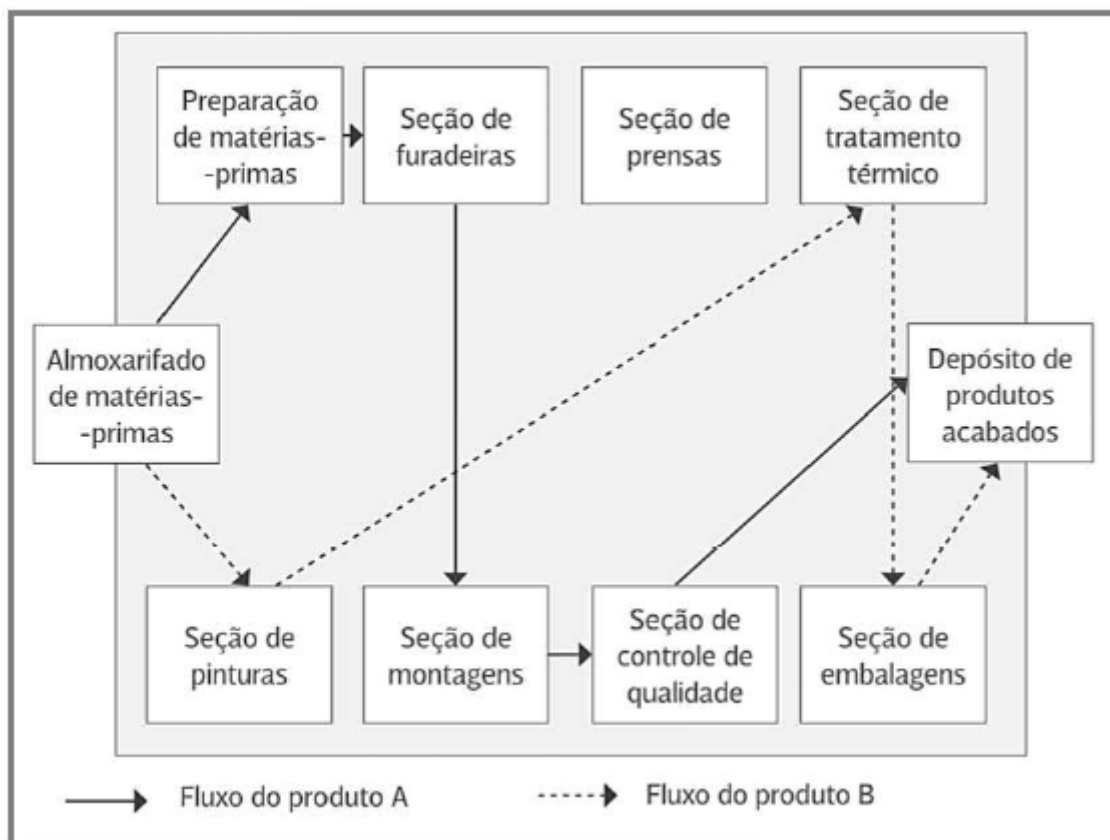 Preparação
de matérias-
-primas
Seção de
furadeiras
Seção de
prensas
Seção de
tratamento
térmico
Almoxarifado
de matérias-
-primas
Depósito de
produtos
acabados
Seção de
pinturas
Seção de
montagens
Seção de
controle de
qualidade
Seção de
embalagens
Fluxo do produto A
Fluxo do produto B